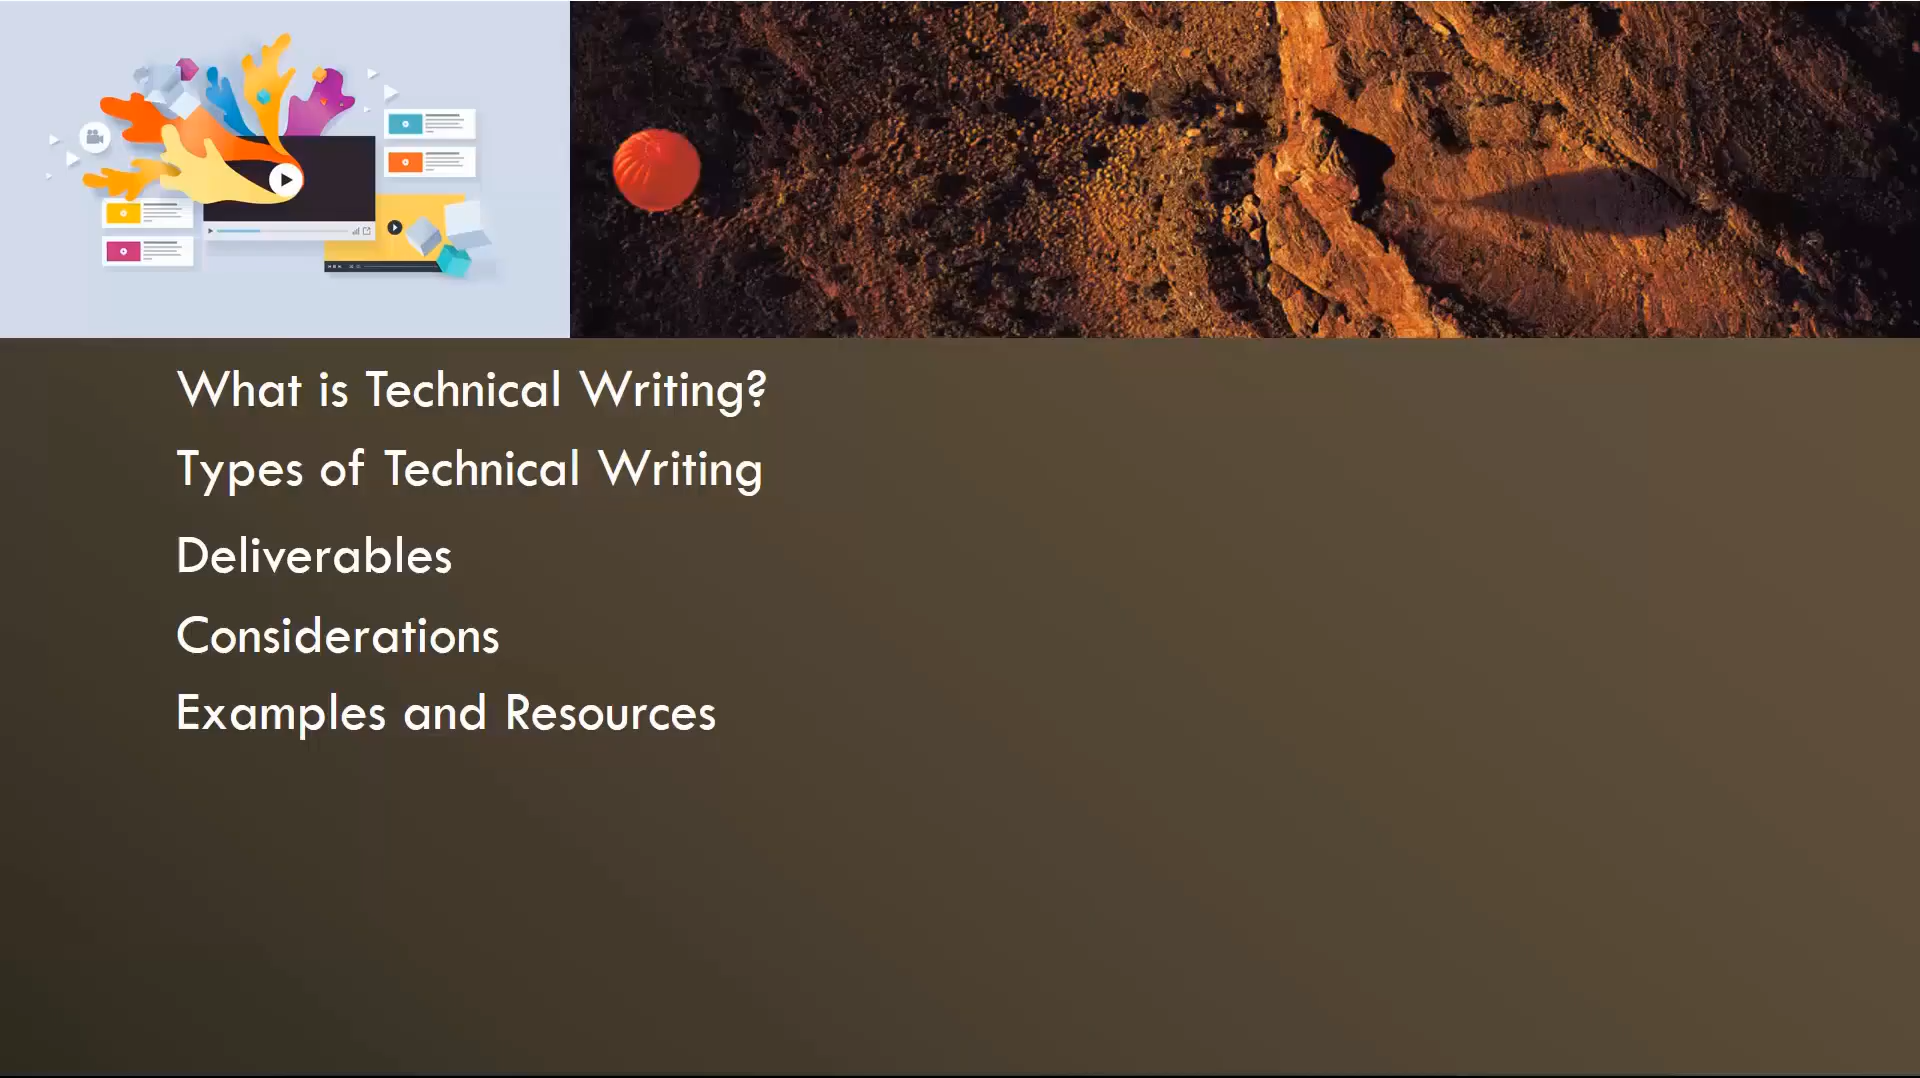 What is Technical Writing?
Types of Technical Writing
Deliverables
Considerations
Examples and Resources